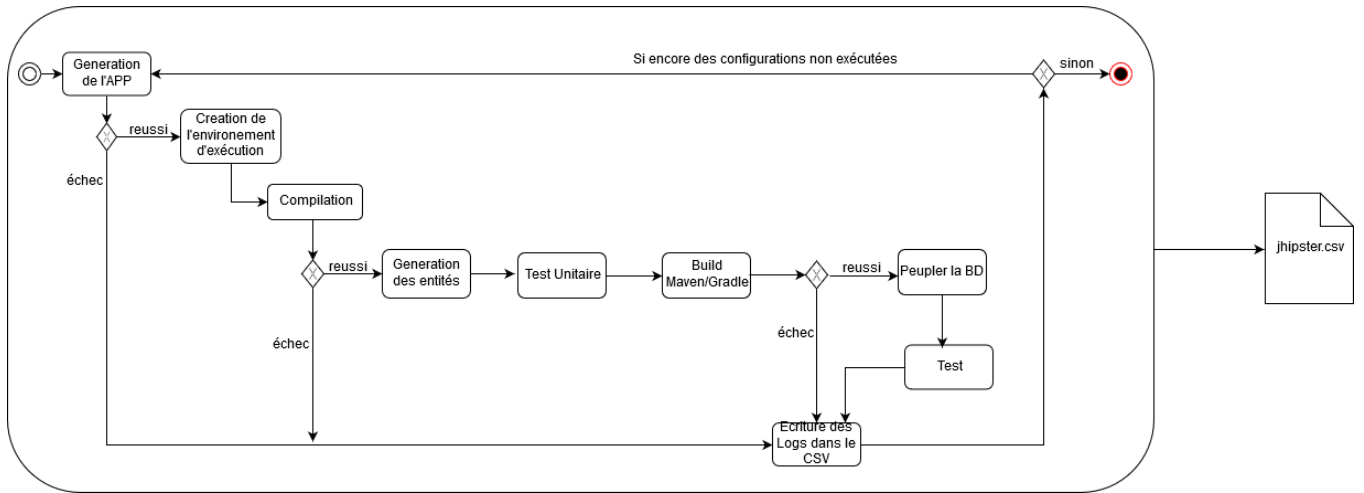 Si encore des configurations non exécutées
sinon
Generation
de l'APP
X
X
reussi
Creation de
l'environement
d'exécution
échec
Compilation
X
reussi
Generation
des entités
Test Unitaire
Build
Maven/Gradle
X
reussi
Peupler la BD
jhipster.csv
échec
échec
Test
Ecriture des
Logs dans le
CSV